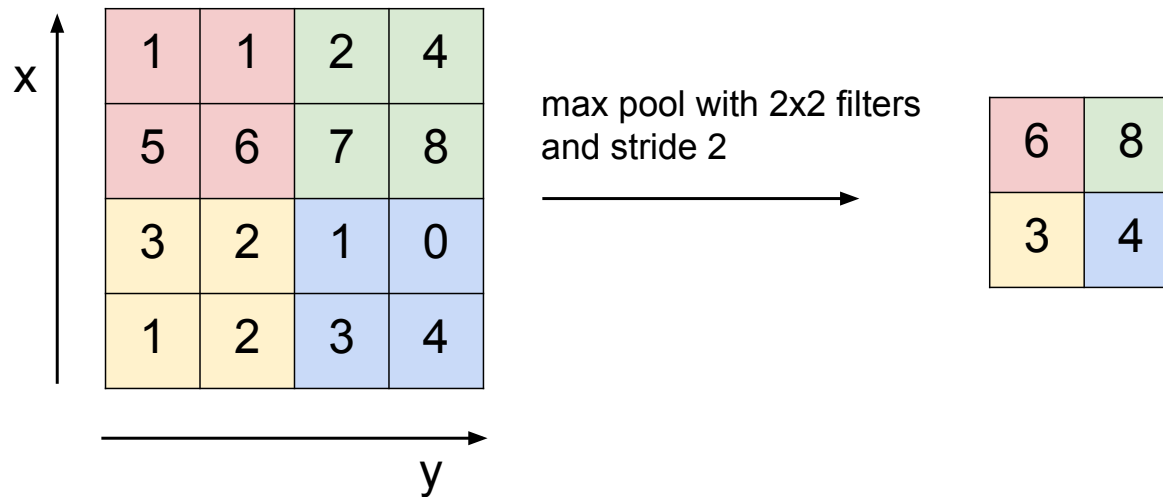 x
1 1 2 4
5 6 7 8
3 2 1 0
1 2 3 4
y
max pool with 2x2 filters
and stride 2
6 8
3 4